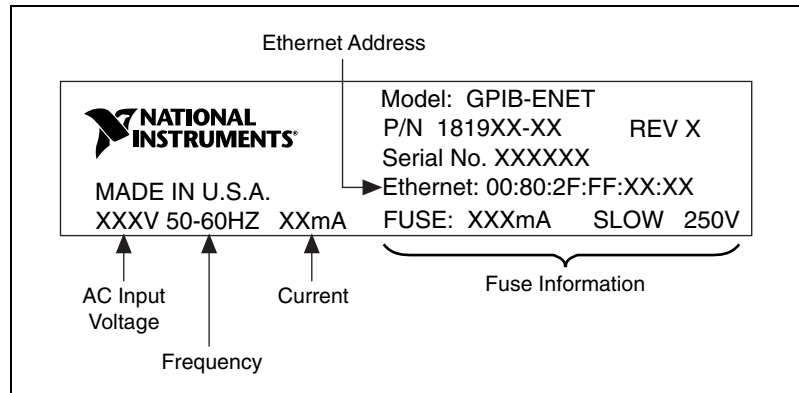 Ethernet Address
NATIONAL
INSTRUMENTS®
MADE IN U.S.A.
XXXV 50-60HZ XXmA
Model: GPIB-ENET
P/N 1819XX-XX REV X
Serial No. XXXXXX
Ethernet: 00:80:2F:FF:XX:XX
FUSE: XXXmA SLOW 250V
AC Input
Voltage
Frequency
Current
Fuse Information